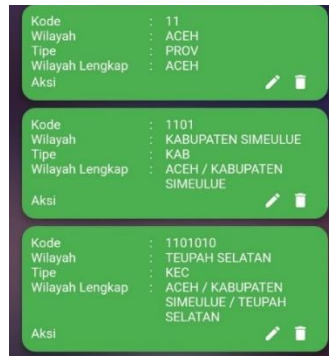 Kode : 11
Wilayah : ACEH
Tipe : PROV
Wilayah Lengkap : ACEH
Aksi
Kode : 1101
Wilayah : KABUPATEN SIMEULUE
Tipe : KAB
Wilayah Lengkap : ACEH / KABUPATEN
SIMEULUE
Aksi
Kode : 1101010
Wilayah : TEUPAH SELATAN
Tipe : KEC
Wilayah Lengkap : ACEH / KABUPATEN
SIMEULUE / TEUPAH
SELATAN
Aksi